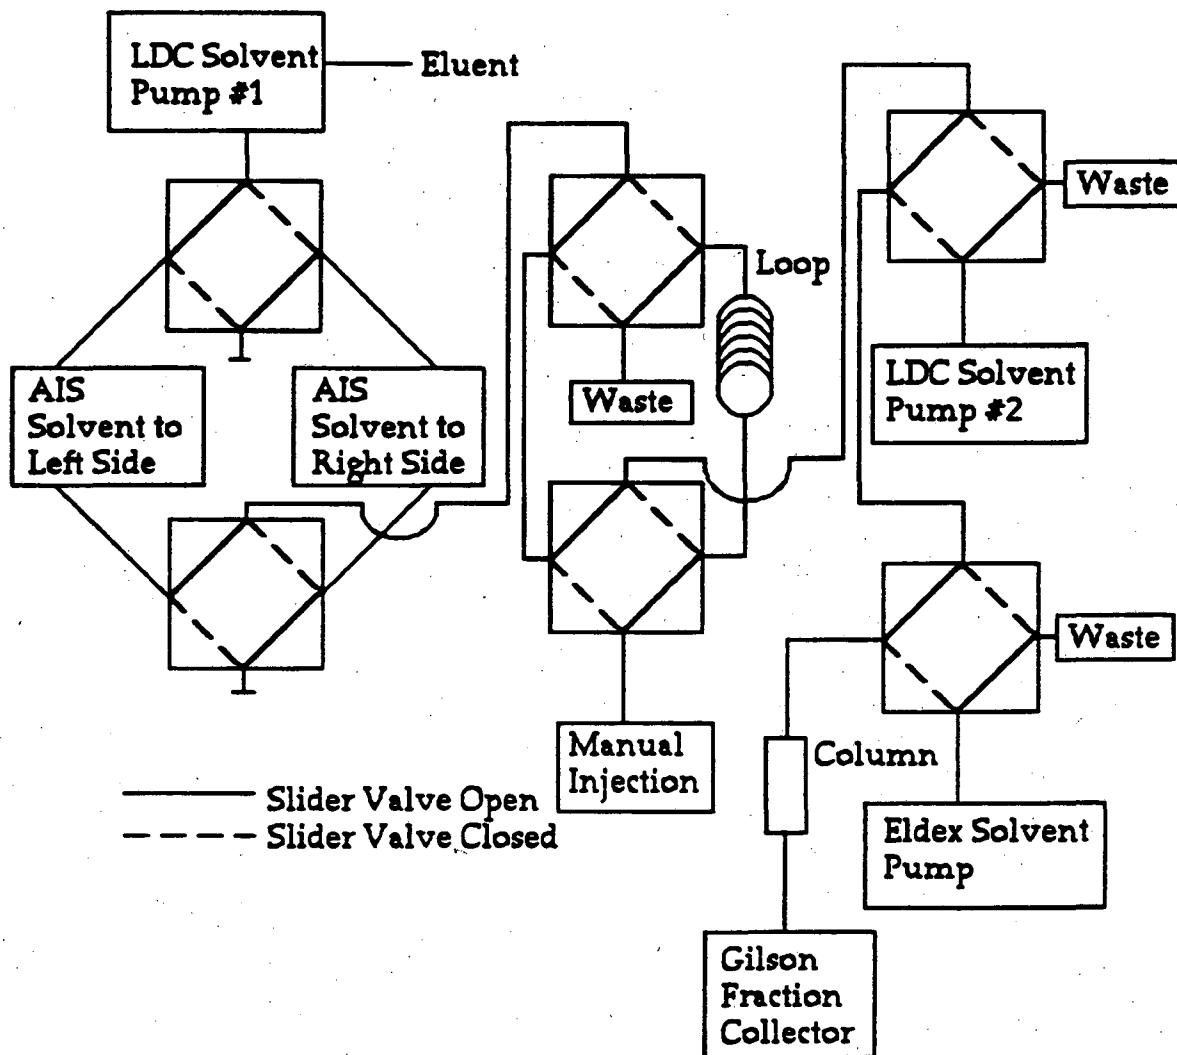 LDC Solvent
Pump #1
Eluent
Waste
Loop
AIS
Solvent to
Left Side
AIS
Solvent to
Right Side
Waste
LDC Solvent
Pump #2
Waste
Manual
Injection
Column
Slider Valve Open
Slider Valve Closed
Eldex Solvent
Pump
Gilson
Fraction
Collector